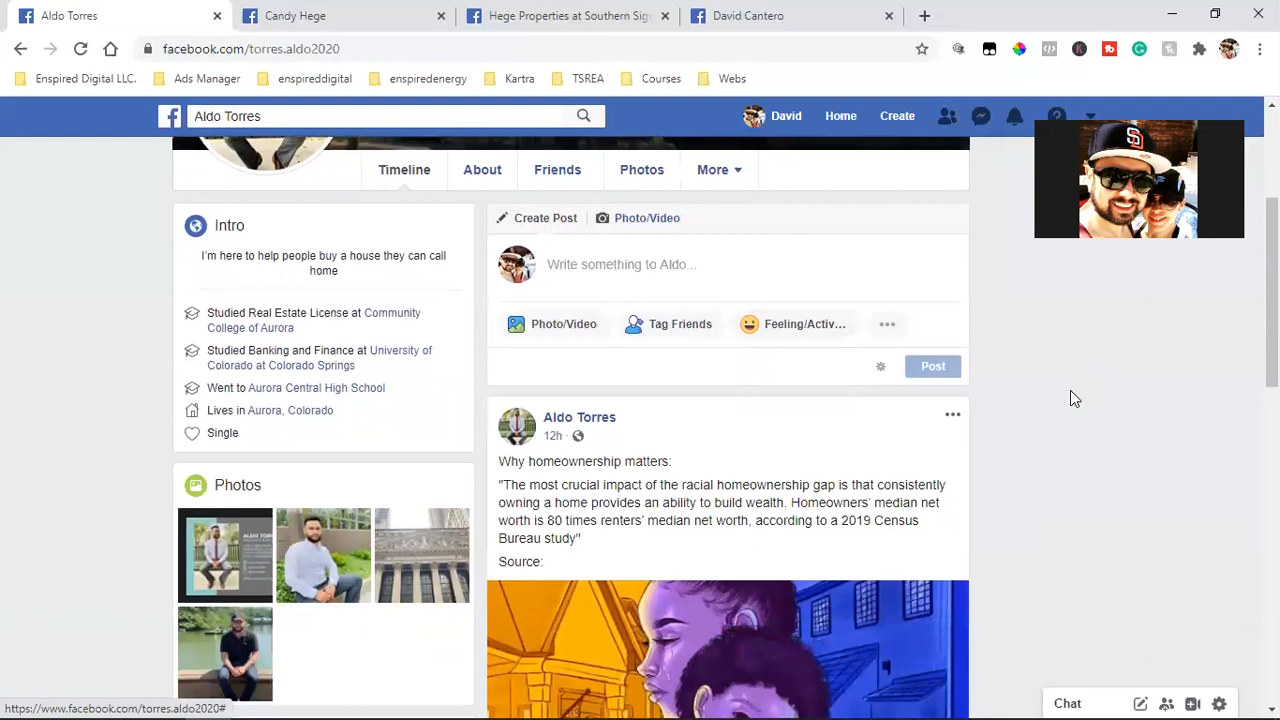 Aldo Torres
Candy Hege
Hege Properties at Southern Sig
David Cantero
facebook.com/torres.aldo2020
Enspired Digital LLC.
Ads Manager
enspireddigital
enspiredenergy
Kartra
TSREA
Courses
Webs
Aldo Torres
David
Home
Create
Timeline
About
Friends
Photos
More
Intro
I'm here to help people buy a house they can call
home
Studied Real Estate License at Community
College of Aurora
Studied Banking and Finance at University of
Colorado at Colorado Springs
Went to Aurora Central High School
Lives in Aurora, Colorado
Single
Photos
Create Post
Photo/Video
Write something to Aldo...
Photo/Video
Tag Friends
Feeling/Activ...
Post
Aldo Torres
12h ·
Why homeownership matters:
"The most crucial impact of the racial homeownership gap is that consistently
owning a home provides an ability to build wealth. Homeowners' median net
worth is 80 times renters' median net worth, according to a 2019 Census
Bureau study"
Source:
https://www.facebook.com/torres.aldo2020#
Chat